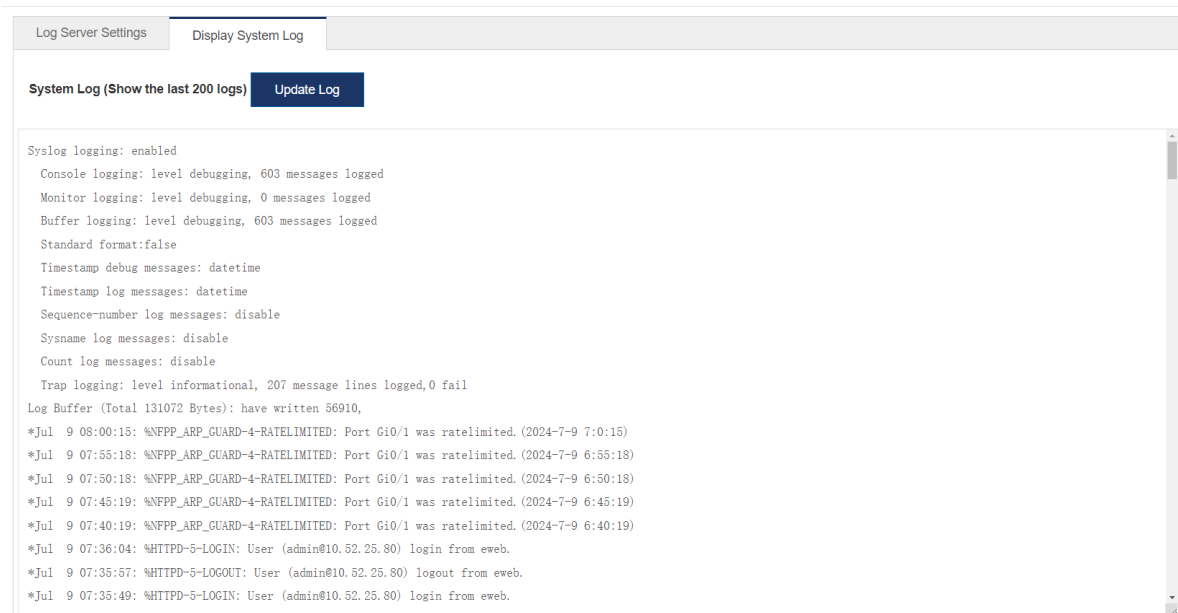 Log Server Settings
Display System Log
System Log (Show the last 200 logs)
Update Log
Syslog logging: enabled
Console logging: level debugging, 603 messages logged
Monitor logging: level debugging, 0 messages logged
Buffer logging: level debugging, 603 messages logged
Standard format:false
Timestamp debug messages: datetime
Timestamp log messages: datetime
Sequence-number log messages: disable
Sysname log messages: disable
Count log messages: disable
Trap logging: level informational, 207 message lines logged,0 fail
Log Buffer (Total 131072 Bytes): have written 56910,
*Jul  9 08:00:15: %NFPP_ARP_GUARD-4-RATELIMITED: Port Gi0/1 was ratelimited.(2024-7-9 7:0:15)
*Jul  9 07:55:18: %NFPP_ARP_GUARD-4-RATELIMITED: Port Gi0/1 was ratelimited.(2024-7-9 6:55:18)
*Jul  9 07:50:18: %NFPP_ARP_GUARD-4-RATELIMITED: Port Gi0/1 was ratelimited.(2024-7-9 6:50:18)
*Jul  9 07:45:19: %NFPP_ARP_GUARD-4-RATELIMITED: Port Gi0/1 was ratelimited.(2024-7-9 6:45:19)
*Jul  9 07:40:19: %NFPP_ARP_GUARD-4-RATELIMITED: Port Gi0/1 was ratelimited.(2024-7-9 6:40:19)
*Jul  9 07:36:04: %HTTPD-5-LOGIN: User (admin@10.52.25.80) login from eweb.
*Jul  9 07:35:57: %HTTPD-5-LOGOUT: User (admin@10.52.25.80) logout from eweb.
*Jul  9 07:35:49: %HTTPD-5-LOGIN: User (admin@10.52.25.80) login from eweb.